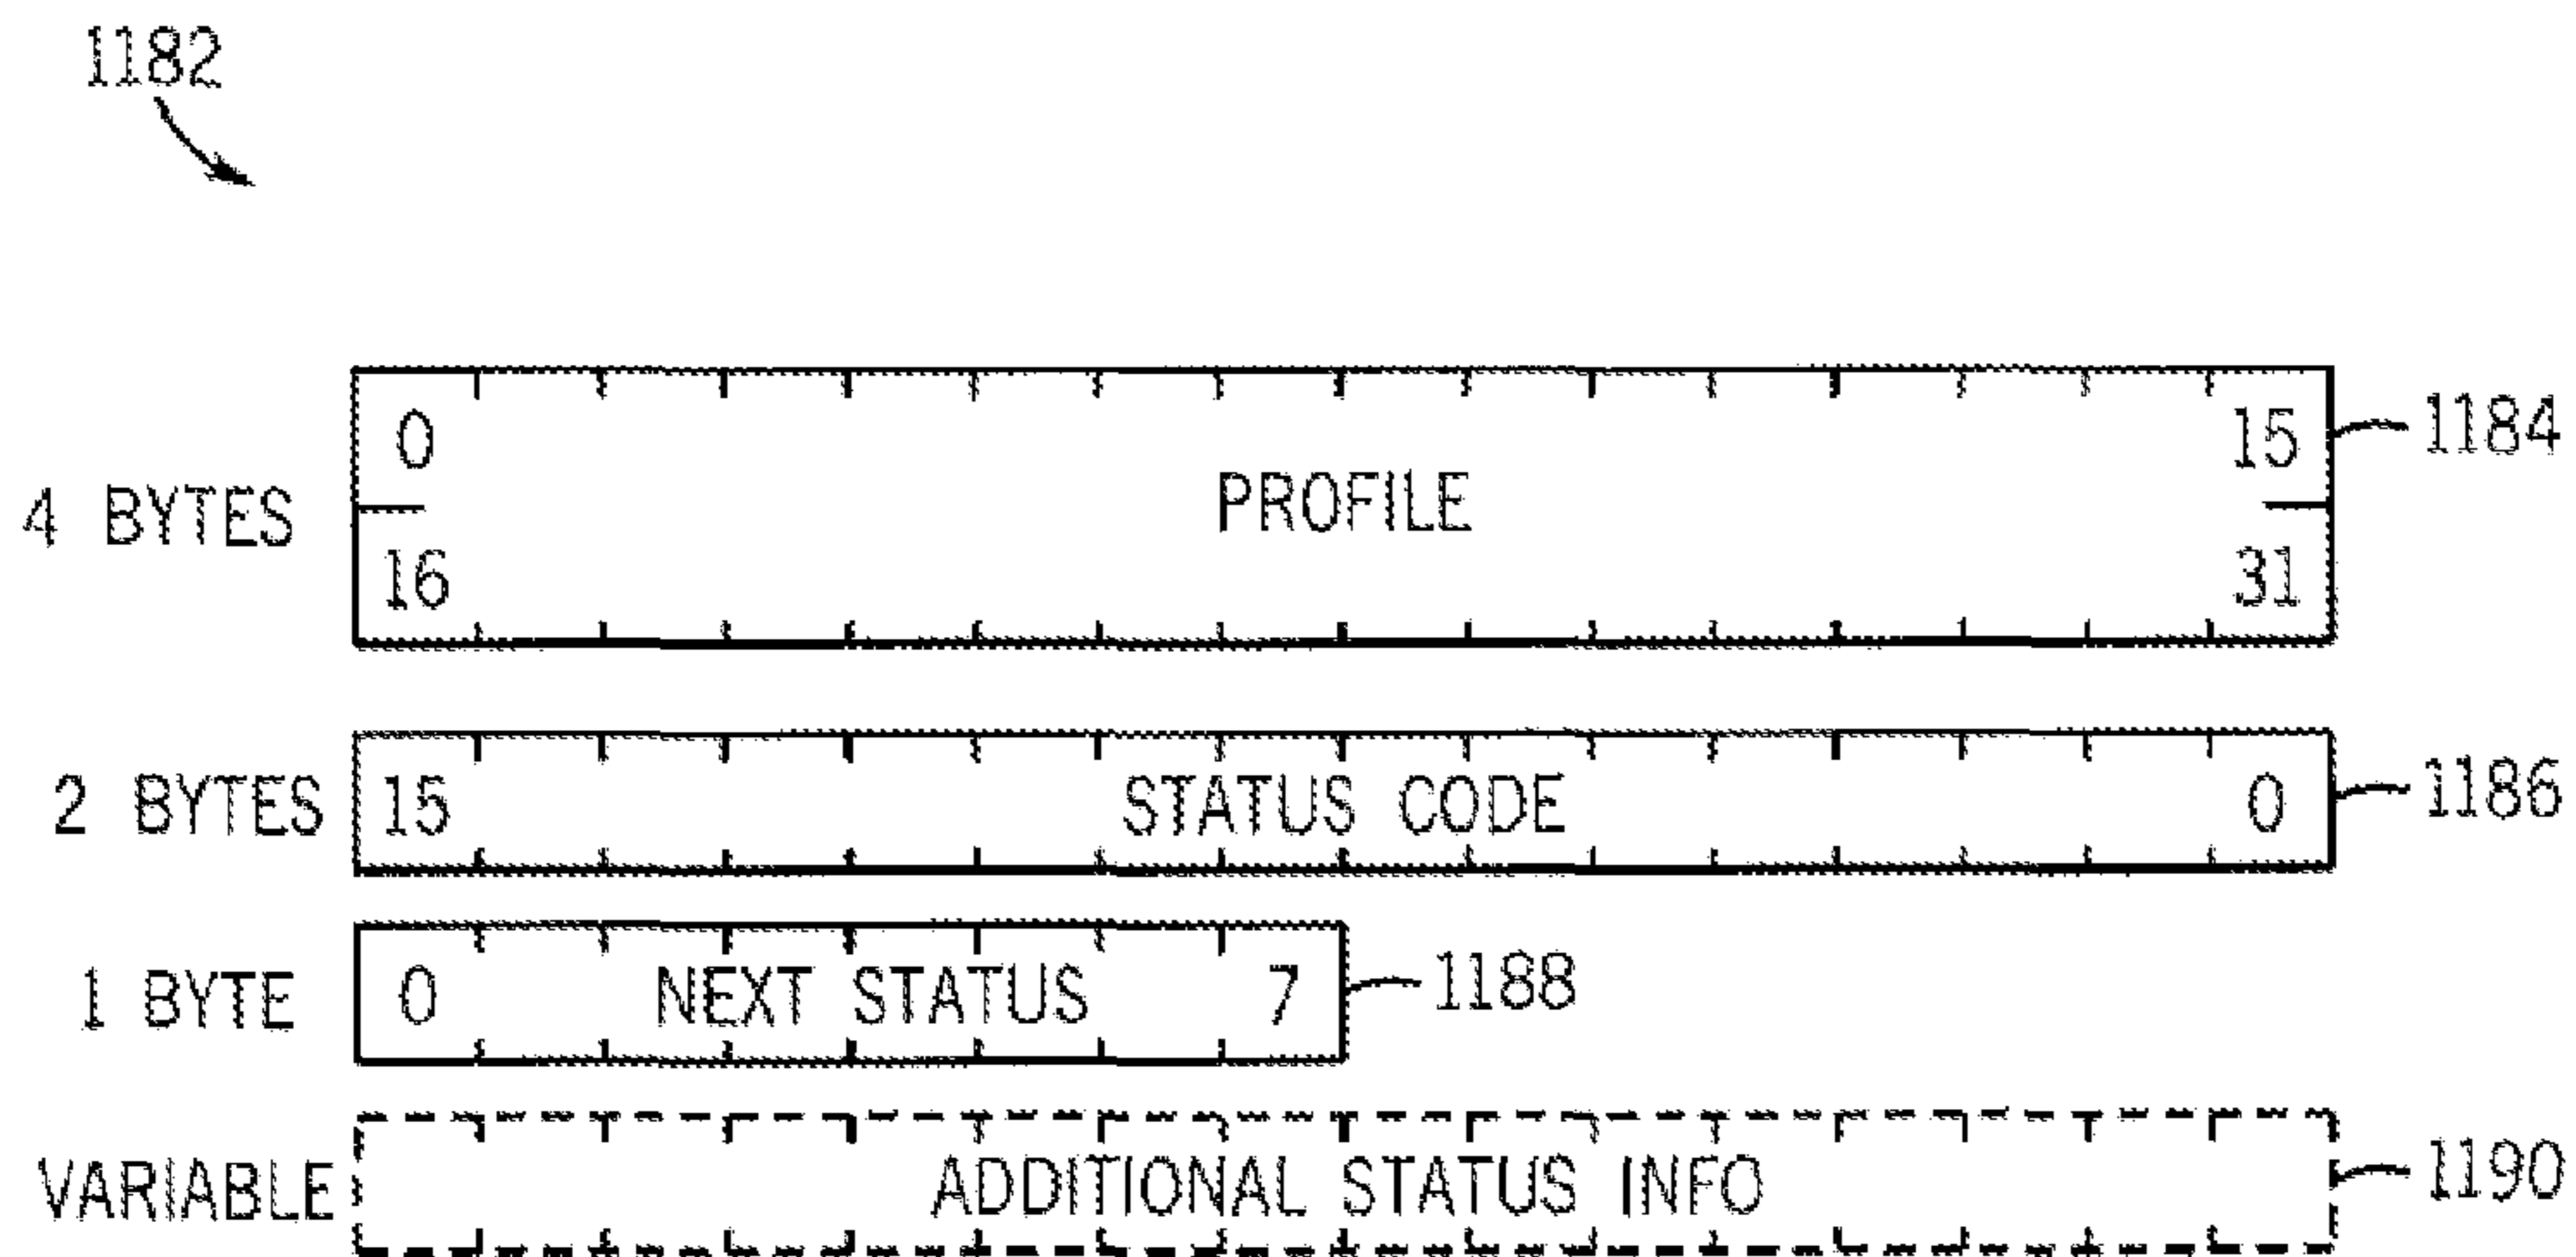 1182
0 15 1184
4 BYTES PROFILE
16 31
2 BYTES 15 STATUS CODE 0 1186
1 BYTE 0 NEXT STATUS 7 1188
VARIABLE ADDITIONAL STATUS INFO 1190